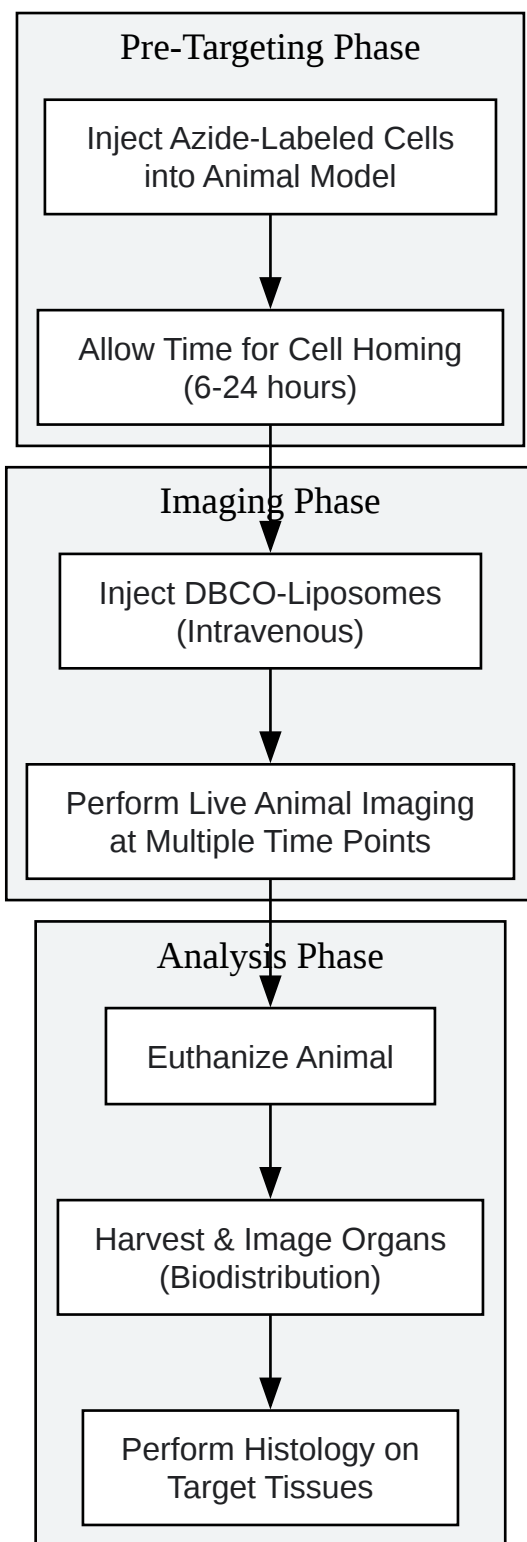 Pre-Targeting Phase
Inject Azide-Labeled Cells
into Animal Model
Allow Time for Cell Homing
(6-24 hours)
Imaging Phase
Inject DBCO-Liposomes
(Intravenous)
Perform Live Animal Imaging
at Multiple Time Points
Analysis Phase
Euthanize Animal
Harvest & Image Organs
(Biodistribution)
Perform Histology on
Target Tissues